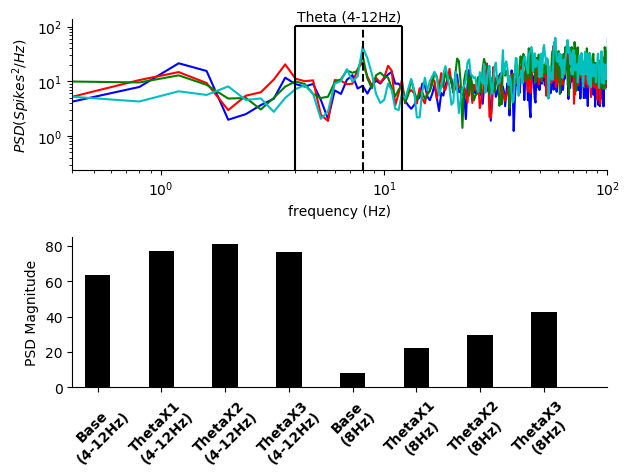 Theta (4-12Hz)
PSD(Spikes²/Hz)
10²
10¹
10⁰
10⁰ 10¹ 10²
frequency (Hz)
PSD Magnitude
80
60
40
20
0
Base
(4-12Hz)
ThetaX1
(4-12Hz)
ThetaX2
(4-12Hz)
ThetaX3
(4-12Hz)
Base
(8Hz)
ThetaX1
(8Hz)
ThetaX2
(8Hz)
ThetaX3
(8Hz)